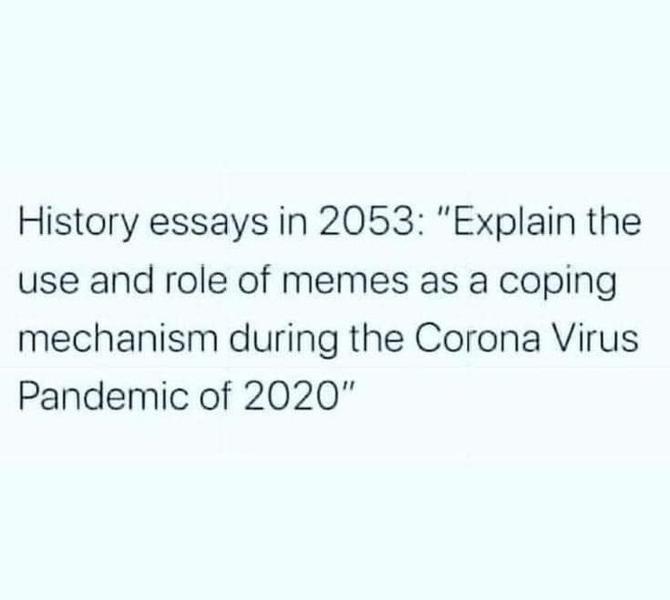 History essays in 2053: "Explain the
use and role of memes as a coping
mechanism during the Corona Virus
Pandemic of 2020"